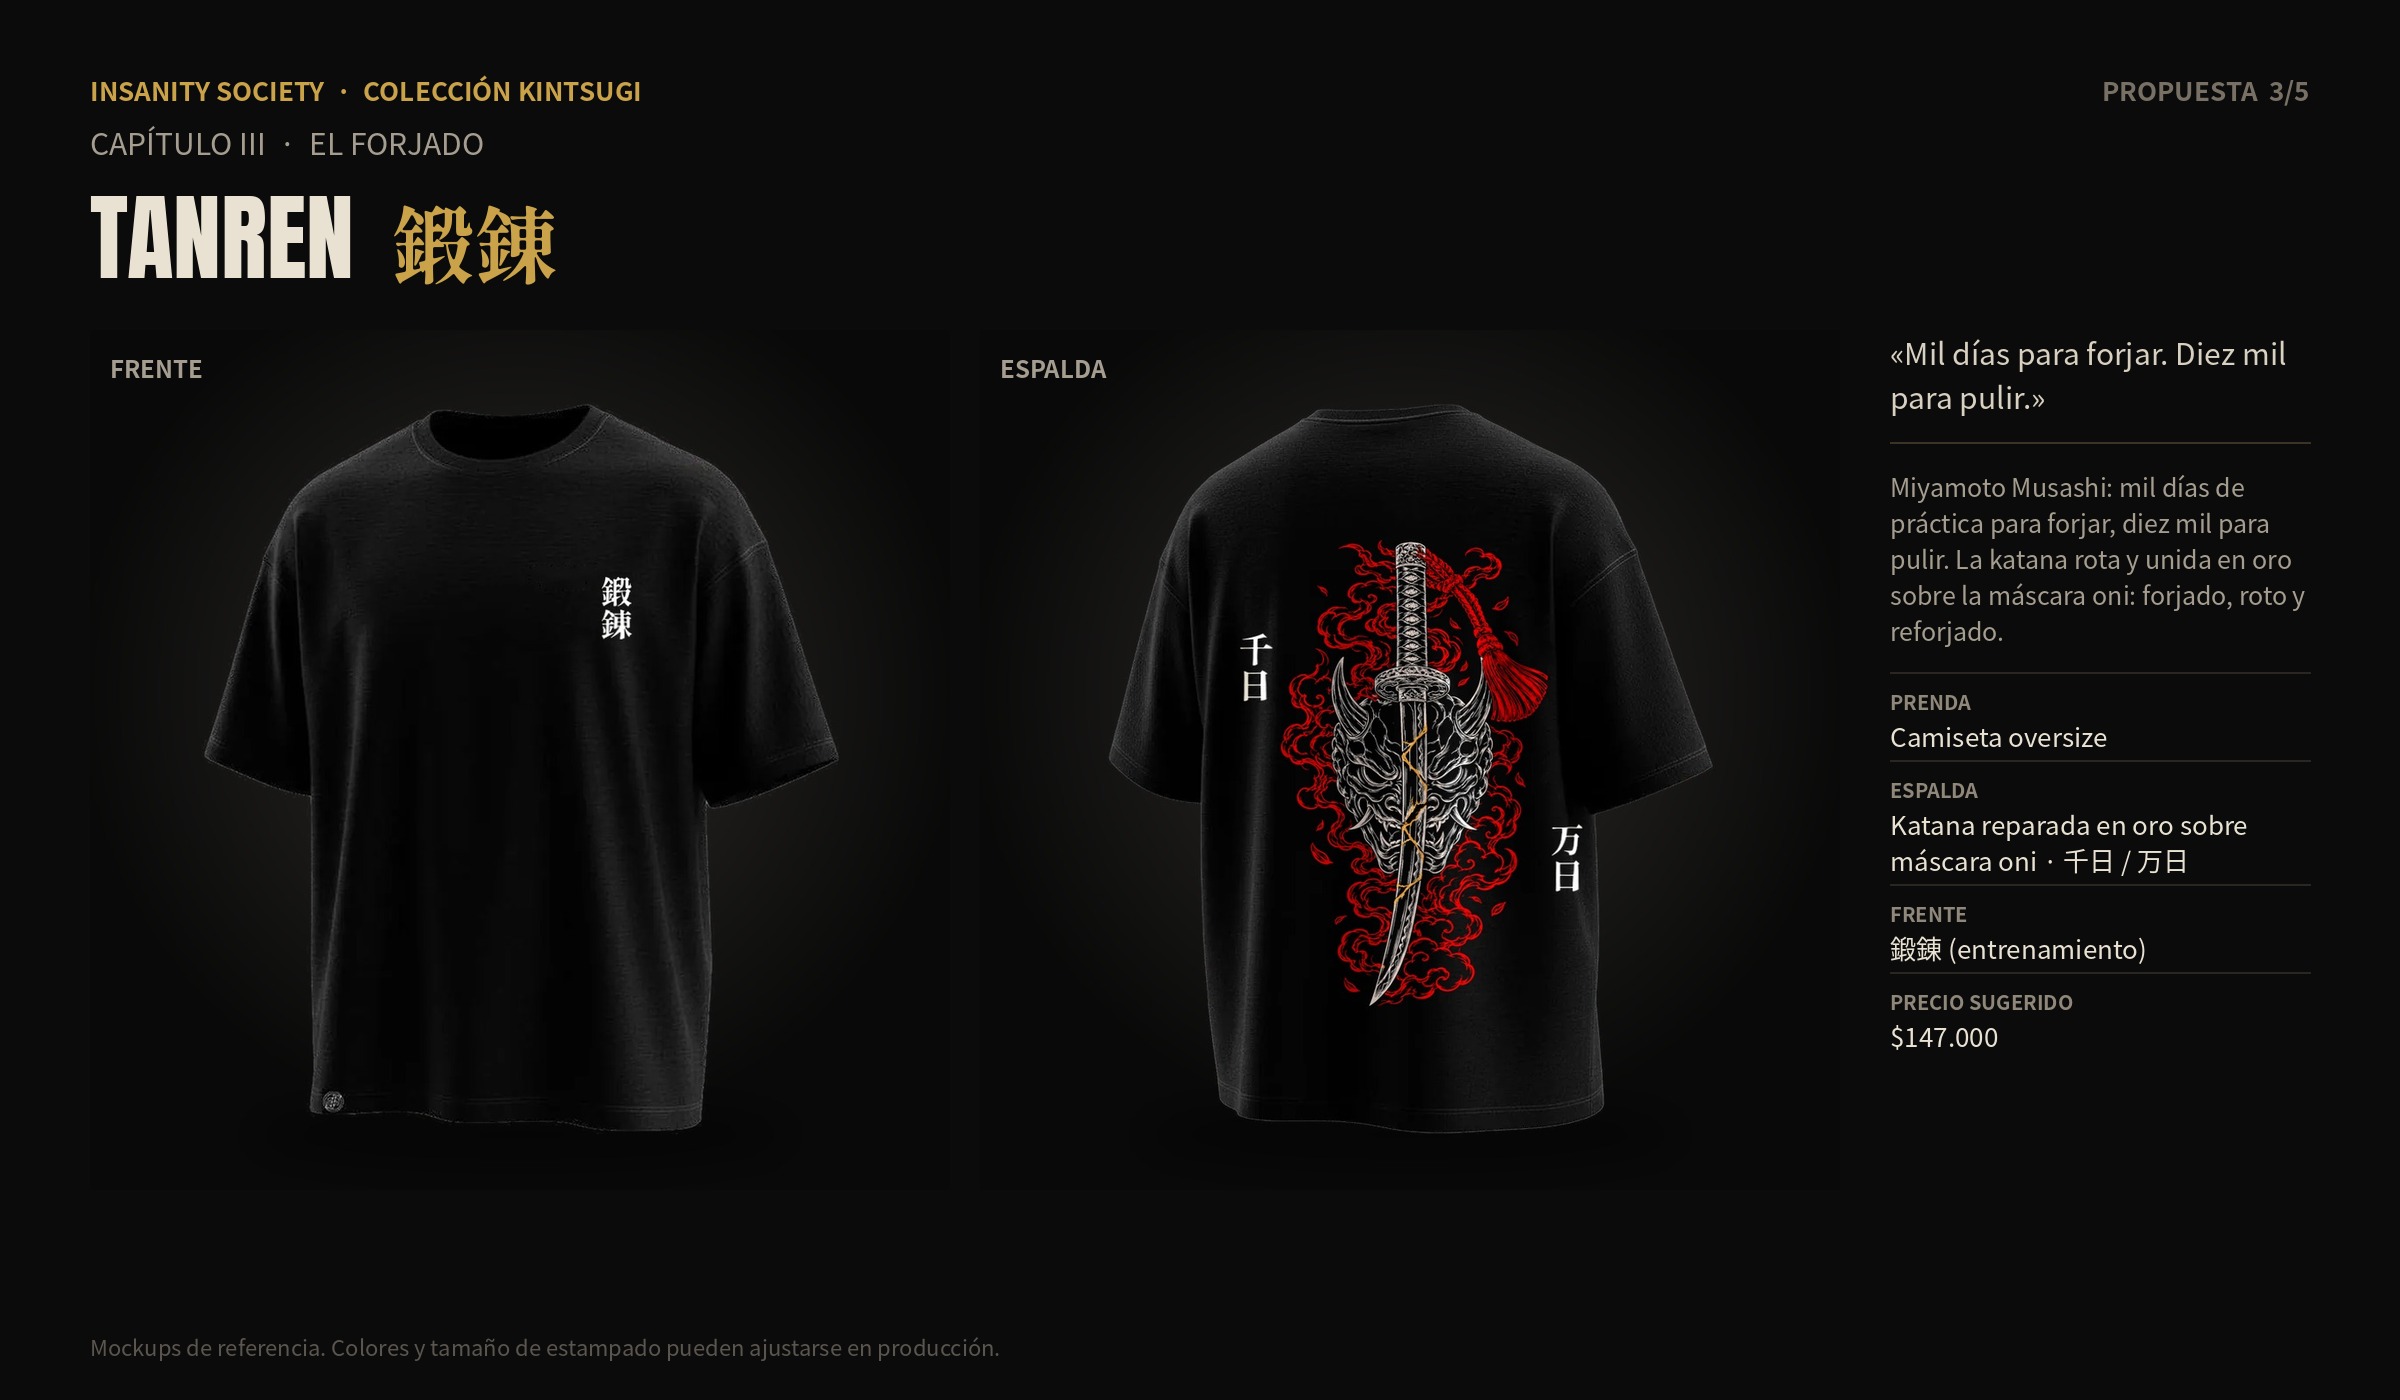 INSANITY SOCIETY · COLECCIÓN KINTSUGI
PROPUESTA 3/5
CAPÍTULO III · EL FORJADO
TANREN 鍛錬
FRENTE
鍛錬
ESPALDA
千日
万日
«Mil días para forjar. Diez mil
para pulir.»
Miyamoto Musashi: mil días de
práctica para forjar, diez mil para
pulir. La katana rota y unida en oro
sobre la máscara oni: forjado, roto y
reforjado.
PRENDA
Camiseta oversize
ESPALDA
Katana reparada en oro sobre
máscara oni · 千日 / 万日
FRENTE
鍛錬 (entrenamiento)
PRECIO SUGERIDO
$147.000
Mockups de referencia. Colores y tamaño de estampado pueden ajustarse en producción.